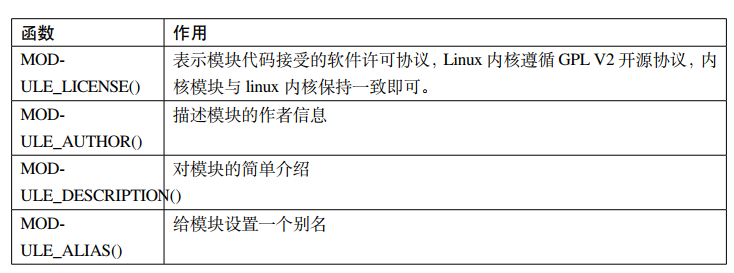 函数 作用
MOD- 表示模块代码接受的软件许可协议，Linux 内核遵循 GPL V2 开源协议，内
ULE_LICENSE() 核模块与 linux 内核保持一致即可。
MOD- 描述模块的作者信息
ULE_AUTHOR()
MOD- 对模块的简单介绍
ULE_DESCRIPTION()
MOD- 给模块设置一个别名
ULE_ALIAS()